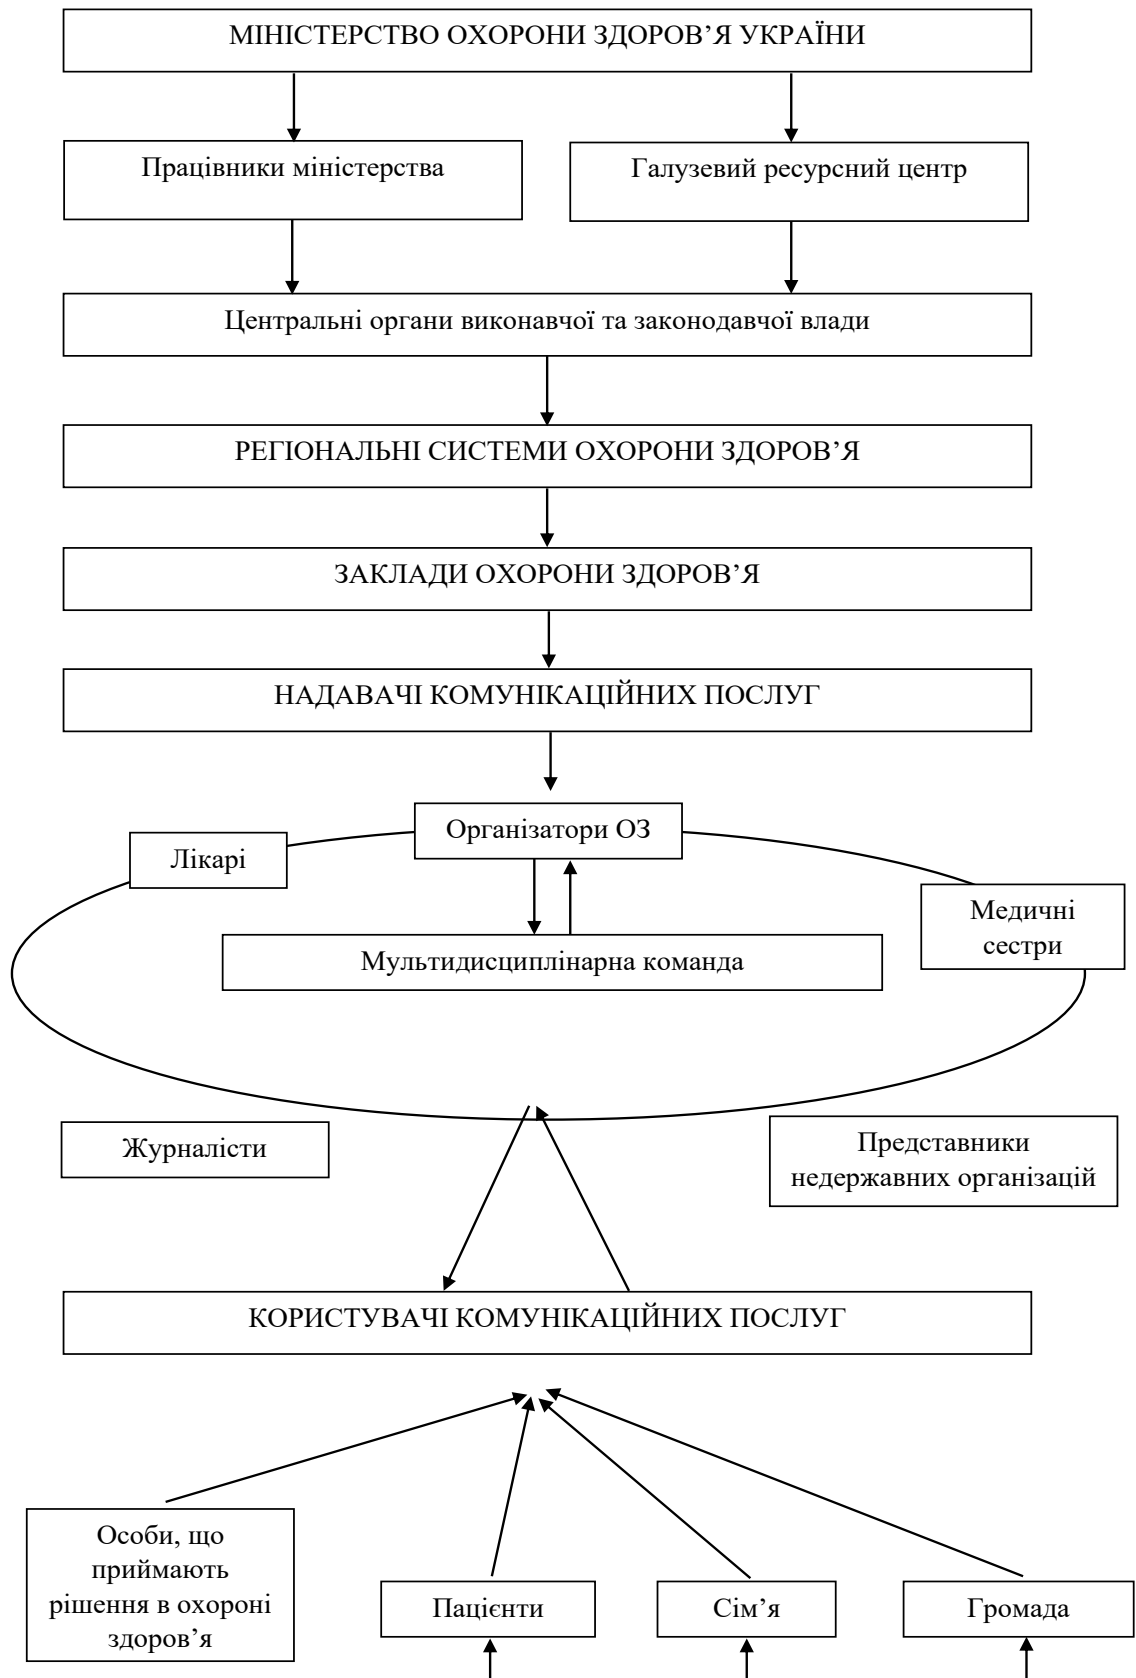 МІНІСТЕРСТВО ОХОРОНИ ЗДОРОВ’Я УКРАЇНИ
Працівники міністерства
Галузевий ресурсний центр
Центральні органи виконавчої та законодавчої влади
РЕГІОНАЛЬНІ СИСТЕМИ ОХОРОНИ ЗДОРОВ’Я
ЗАКЛАДИ ОХОРОНИ ЗДОРОВ’Я
НАДАВАЧІ КОМУНІКАЦІЙНИХ ПОСЛУГ
Організатори ОЗ
Лікарі
Медичні
сестри
Мультидисциплінарна команда
Журналісти
Представники
недержавних організацій
КОРИСТУВАЧІ КОМУНІКАЦІЙНИХ ПОСЛУГ
Особи, що
приймають
рішення в охороні
здоров’я
Пацієнти
Сім’я
Громада